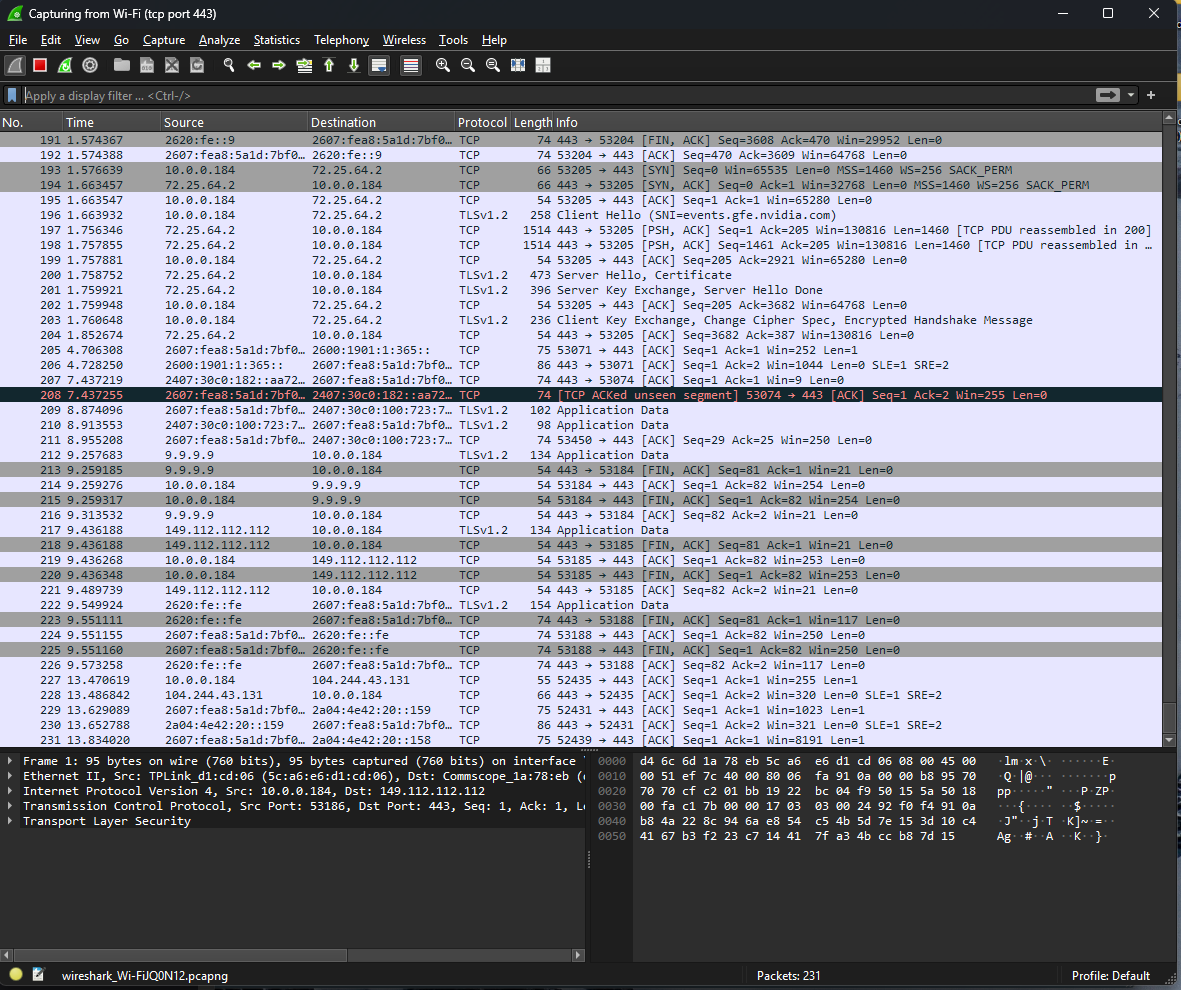 Capturing from Wi-Fi (tcp port 443)
File Edit View Go Capture Analyze Statistics Telephony Wireless Tools Help
Apply a display filter ... <Ctrl-/>
No. Time Source Destination Protocol Length Info
191 1.574367 2620:fe::9 2607:fea8:5a1d:7bf0… TCP 74 443 → 53204 [FIN, ACK] Seq=3608 Ack=470 Win=29952 Len=0
192 1.574388 2607:fea8:5a1d:7bf0… 2620:fe::9 TCP 74 53204 → 443 [ACK] Seq=470 Ack=3609 Win=64768 Len=0
193 1.576639 10.0.0.184 72.25.64.2 TCP 66 53205 → 443 [SYN] Seq=0 Win=65535 Len=0 MSS=1460 WS=256 SACK_PERM
194 1.663457 72.25.64.2 10.0.0.184 TCP 66 443 → 53205 [SYN, ACK] Seq=0 Ack=1 Win=32768 Len=0 MSS=1460 WS=256 SACK_PERM
195 1.663547 10.0.0.184 72.25.64.2 TCP 54 53205 → 443 [ACK] Seq=1 Ack=1 Win=65280 Len=0
196 1.663932 10.0.0.184 72.25.64.2 TLSv1.2 258 Client Hello (SNI=events.gfe.nvidia.com)
197 1.756346 72.25.64.2 10.0.0.184 TCP 1514 443 → 53205 [PSH, ACK] Seq=1 Ack=205 Win=130816 Len=1460 [TCP PDU reassembled in 200]
198 1.757855 72.25.64.2 10.0.0.184 TCP 1514 443 → 53205 [PSH, ACK] Seq=1461 Ack=205 Win=130816 Len=1460 [TCP PDU reassembled in …
199 1.757881 10.0.0.184 72.25.64.2 TCP 54 53205 → 443 [ACK] Seq=205 Ack=2921 Win=65280 Len=0
200 1.758752 72.25.64.2 10.0.0.184 TLSv1.2 473 Server Hello, Certificate
201 1.759921 72.25.64.2 10.0.0.184 TLSv1.2 396 Server Key Exchange, Server Hello Done
202 1.759948 10.0.0.184 72.25.64.2 TCP 54 53205 → 443 [ACK] Seq=205 Ack=3682 Win=64768 Len=0
203 1.760648 10.0.0.184 72.25.64.2 TLSv1.2 236 Client Key Exchange, Change Cipher Spec, Encrypted Handshake Message
204 1.852674 72.25.64.2 10.0.0.184 TCP 54 443 → 53205 [ACK] Seq=3682 Ack=387 Win=130816 Len=0
205 4.706308 2607:fea8:5a1d:7bf0… 2600:1901:1:365:: TCP 75 53071 → 443 [ACK] Seq=1 Ack=1 Win=252 Len=1
206 4.728250 2600:1901:1:365:: 2607:fea8:5a1d:7bf0… TCP 86 443 → 53071 [ACK] Seq=1 Ack=2 Win=1044 Len=0 SLE=1 SRE=2
207 7.437219 2407:30c0:182::aa72… 2607:fea8:5a1d:7bf0… TCP 74 443 → 53074 [ACK] Seq=1 Ack=1 Win=9 Len=0
208 7.437255 2607:fea8:5a1d:7bf0… 2407:30c0:182::aa72… TCP 74 [TCP ACKed unseen segment] 53074 → 443 [ACK] Seq=1 Ack=2 Win=255 Len=0
209 8.874096 2607:fea8:5a1d:7bf0… 2407:30c0:100:723:7… TLSv1.2 102 Application Data
210 8.913553 2407:30c0:100:723:7… 2607:fea8:5a1d:7bf0… TLSv1.2 98 Application Data
211 8.955208 2607:fea8:5a1d:7bf0… 2407:30c0:100:723:7… TCP 74 53450 → 443 [ACK] Seq=29 Ack=25 Win=250 Len=0
212 9.257683 9.9.9.9 10.0.0.184 TLSv1.2 134 Application Data
213 9.259185 9.9.9.9 10.0.0.184 TCP 54 443 → 53184 [FIN, ACK] Seq=81 Ack=1 Win=21 Len=0
214 9.259276 10.0.0.184 9.9.9.9 TCP 54 53184 → 443 [ACK] Seq=1 Ack=82 Win=254 Len=0
215 9.259317 10.0.0.184 9.9.9.9 TCP 54 53184 → 443 [FIN, ACK] Seq=1 Ack=82 Win=254 Len=0
216 9.313532 9.9.9.9 10.0.0.184 TCP 54 443 → 53184 [ACK] Seq=82 Ack=2 Win=21 Len=0
217 9.436188 149.112.112.112 10.0.0.184 TLSv1.2 134 Application Data
218 9.436188 149.112.112.112 10.0.0.184 TCP 54 443 → 53185 [FIN, ACK] Seq=81 Ack=1 Win=21 Len=0
219 9.436268 10.0.0.184 149.112.112.112 TCP 54 53185 → 443 [ACK] Seq=1 Ack=82 Win=253 Len=0
220 9.436348 10.0.0.184 149.112.112.112 TCP 54 53185 → 443 [FIN, ACK] Seq=1 Ack=82 Win=253 Len=0
221 9.489739 149.112.112.112 10.0.0.184 TCP 54 443 → 53185 [ACK] Seq=82 Ack=2 Win=21 Len=0
222 9.549924 2620:fe::fe 2607:fea8:5a1d:7bf0… TLSv1.2 154 Application Data
223 9.551111 2620:fe::fe 2607:fea8:5a1d:7bf0… TCP 74 443 → 53188 [FIN, ACK] Seq=81 Ack=1 Win=117 Len=0
224 9.551155 2607:fea8:5a1d:7bf0… 2620:fe::fe TCP 74 53188 → 443 [ACK] Seq=1 Ack=82 Win=250 Len=0
225 9.551160 2607:fea8:5a1d:7bf0… 2620:fe::fe TCP 74 53188 → 443 [FIN, ACK] Seq=1 Ack=82 Win=250 Len=0
226 9.573258 2620:fe::fe 2607:fea8:5a1d:7bf0… TCP 74 443 → 53188 [ACK] Seq=82 Ack=2 Win=117 Len=0
227 13.470619 10.0.0.184 104.244.43.131 TCP 55 52435 → 443 [ACK] Seq=1 Ack=1 Win=255 Len=1
228 13.486842 104.244.43.131 10.0.0.184 TCP 66 443 → 52435 [ACK] Seq=1 Ack=2 Win=320 Len=0 SLE=1 SRE=2
229 13.629089 2607:fea8:5a1d:7bf0… 2a04:4e42:20::159 TCP 75 52431 → 443 [ACK] Seq=1 Ack=1 Win=1023 Len=1
230 13.652788 2a04:4e42:20::159 2607:fea8:5a1d:7bf0… TCP 86 443 → 52431 [ACK] Seq=1 Ack=2 Win=321 Len=0 SLE=1 SRE=2
231 13.834020 2607:fea8:5a1d:7bf0… 2a04:4e42:20::158 TCP 75 52439 → 443 [ACK] Seq=1 Ack=1 Win=8191 Len=1
Frame 1: 95 bytes on wire (760 bits), 95 bytes captured (760 bits) on interface
Ethernet II, Src: TPLink_d1:cd:06 (5c:a6:e6:d1:cd:06), Dst: Commscope_1a:78:eb (
Internet Protocol Version 4, Src: 10.0.0.184, Dst: 149.112.112.112
Transmission Control Protocol, Src Port: 53186, Dst Port: 443, Seq: 1, Ack: 1, Le
Transport Layer Security
0000 d4 6c 6d 1a 78 eb 5c a6 e6 d1 cd 06 08 00 45 00 ·lm·x·\· ······E·
0010 00 51 ef 7c 40 00 80 06 fa 91 0a 00 00 b8 95 70 ·Q·|@··· ·······p
0020 70 70 cf c2 01 bb 19 22 bc 04 f9 50 15 5a 50 18 pp·····" ···P·ZP·
0030 00 fa c1 7b 00 00 17 03 03 00 24 92 f0 f4 91 0a ···{···· ··$·····
0040 b8 4a 22 8c 94 6a e8 54 c5 4b 5d 7e 15 3d 10 c4 ·J"··j·T ·K]~·=··
0050 41 67 b3 f2 23 c7 14 41 7f a3 4b cc b8 7d 15 Ag··#··A ··K··}·
wireshark_Wi-FiJQ0N12.pcapng Packets: 231 Profile: Default